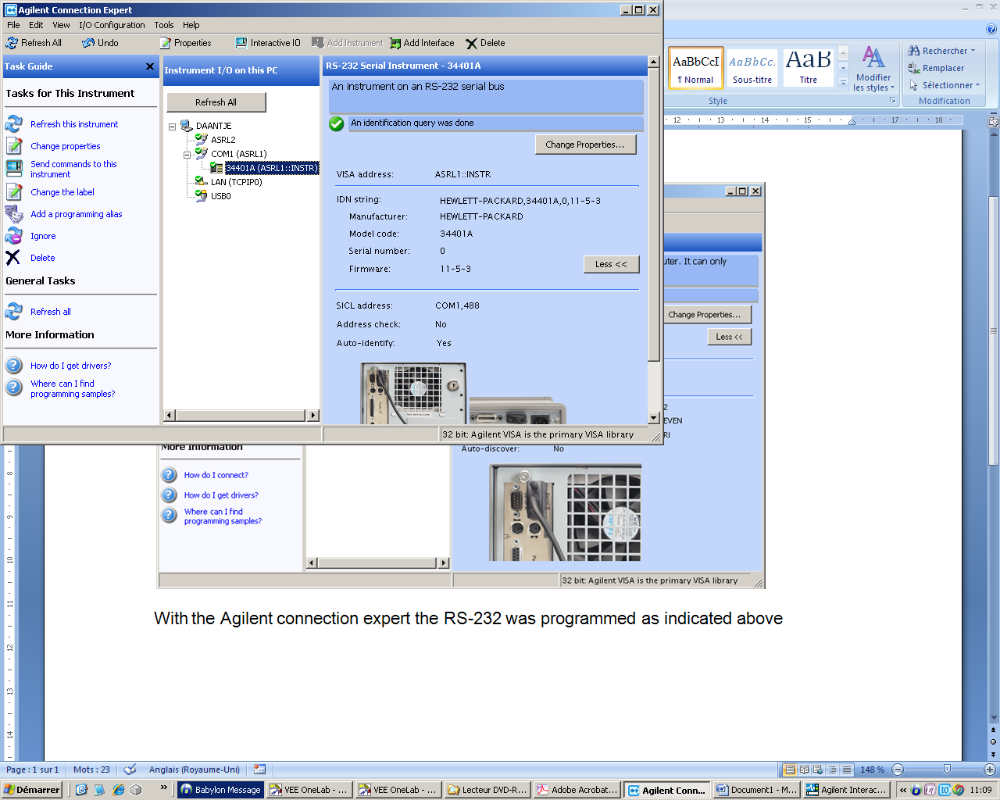 Agilent Connection Expert
File Edit View I/O Configuration Tools Help
Refresh All Undo Properties Interactive IO Add Instrument Add Interface Delete
Task Guide
Tasks for This Instrument
Refresh this instrument
Change properties
Send commands to this
instrument
Change the label
Add a programming alias
Ignore
Delete
General Tasks
Refresh all
More Information
How do I get drivers?
Where can I find
programming samples?
Instrument I/O on this PC
Refresh All
DAANTJE
ASRL2
COM1 (ASRL1)
34401A (ASRL1::INSTR)
LAN (TCPIP0)
USB0
RS-232 Serial Instrument - 34401A
An instrument on an RS-232 serial bus
An identification query was done
Change Properties...
VISA address: ASRL1::INSTR
IDN string: HEWLETT-PACKARD,34401A,0,11-5-3
Manufacturer: HEWLETT-PACKARD
Model code: 34401A
Serial number: 0
Firmware: 11-5-3
Less <<
SICL address: COM1,488
Address check: No
Auto-identify: Yes
32 bit: Agilent VISA is the primary VISA library
AaBbCcI AaBbCc. AaB
¶ Normal Sous-titre Titre
Modifier
les styles
Style
Rechercher
Remplacer
Sélectionner
Modification
12 13 14 15 17 18
uter. It can only
Change Properties...
Less <<
2
EVEN
RI
Auto-discover: No
More Information
How do I connect?
How do I get drivers?
Where can I find
programming samples?
32 bit: Agilent VISA is the primary VISA library
8
9
10
11
12
13
14
With the Agilent connection expert the RS-232 was programmed as indicated above
Page : 1 sur 1 Mots : 23 Anglais (Royaume-Uni) 148 %
Démarrer » Babylon Message VEE OneLab - ... VEE OneLab - ... Lecteur DVD-R... Adobe Acrobat... Agilent Conn... Document1 - M... Agilent Interac... « 11:09